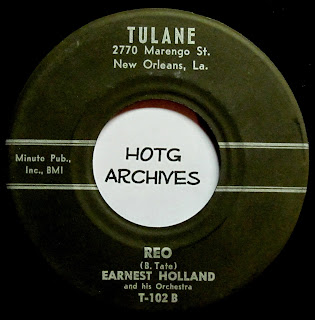 TULANE
2770 Marengo St.
New Orleans, La.
Minute Pub.,
Inc., BMI
HOTG
ARCHIVES
REO
(B. Tate)
EARNEST HOLLAND
and his Orchestra
T-102 B